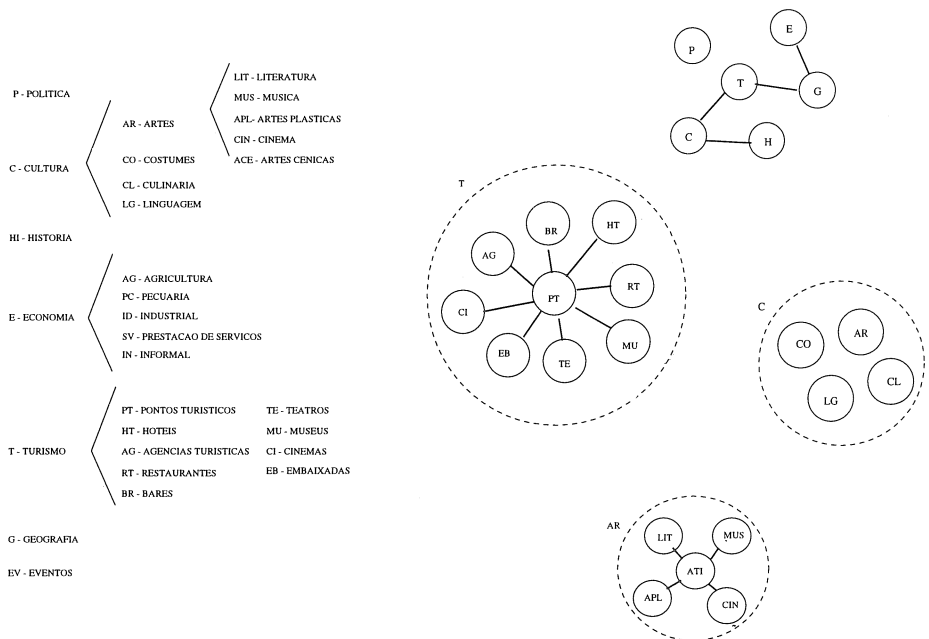 P - POLITICA
C - CULTURA
AR - ARTES
CO - COSTUMES
CL - CULINARIA
LG - LINGUAGEM
LIT - LITERATURA
MUS - MUSICA
APL- ARTES PLASTICAS
CIN - CINEMA
ACE - ARTES CENICAS
HI - HISTORIA
E - ECONOMIA
AG - AGRICULTURA
PC - PECUARIA
ID - INDUSTRIAL
SV - PRESTACAO DE SERVICOS
IN - INFORMAL
T - TURISMO
PT - PONTOS TURISTICOS
HT - HOTEIS
AG - AGENCIAS TURISTICAS
RT - RESTAURANTES
BR - BARES
TE - TEATROS
MU - MUSEUS
CI - CINEMAS
EB - EMBAIXADAS
G - GEOGRAFIA
EV - EVENTOS
E
P
T
G
C
H
T
BR
HT
AG
RT
PT
CI
MU
EB
TE
C
CO
AR
CL
LG
AR
LIT
MUS
ATI
APL
CIN